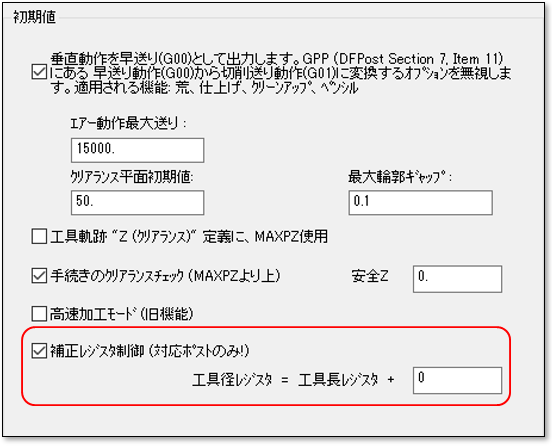 初期値
垂直動作を早送り(G00)として出力します。GPP (DFPost Section 7, Item 11)
にある 早送り動作(G00)から切削送り動作(G01)に変換するｵﾌﾟｼｮﾝを無視しま
す。適用される機能: 荒、仕上げ、ｸﾘｰﾝｱｯﾌﾟ、ﾍﾟﾝｼﾙ
ｴｱｰ動作最大送り :
15000.
ｸﾘｱﾗﾝｽ平面初期値:
最大輪郭ｷﾞｬｯﾌﾟ:
50.
0.1
工具軌跡 “Z (ｸﾘｱﾗﾝｽ)” 定義に、MAXPZ使用
手続きのｸﾘｱﾗﾝｽﾁｪｯｸ (MAXPZより上)
安全Z
0.
高速加工ﾓｰﾄﾞ (旧機能)
補正ﾚｼﾞｽﾀ制御 (対応ﾎﾟｽﾄのみ!)
工具径ﾚｼﾞｽﾀ = 工具長ﾚｼﾞｽﾀ +
0